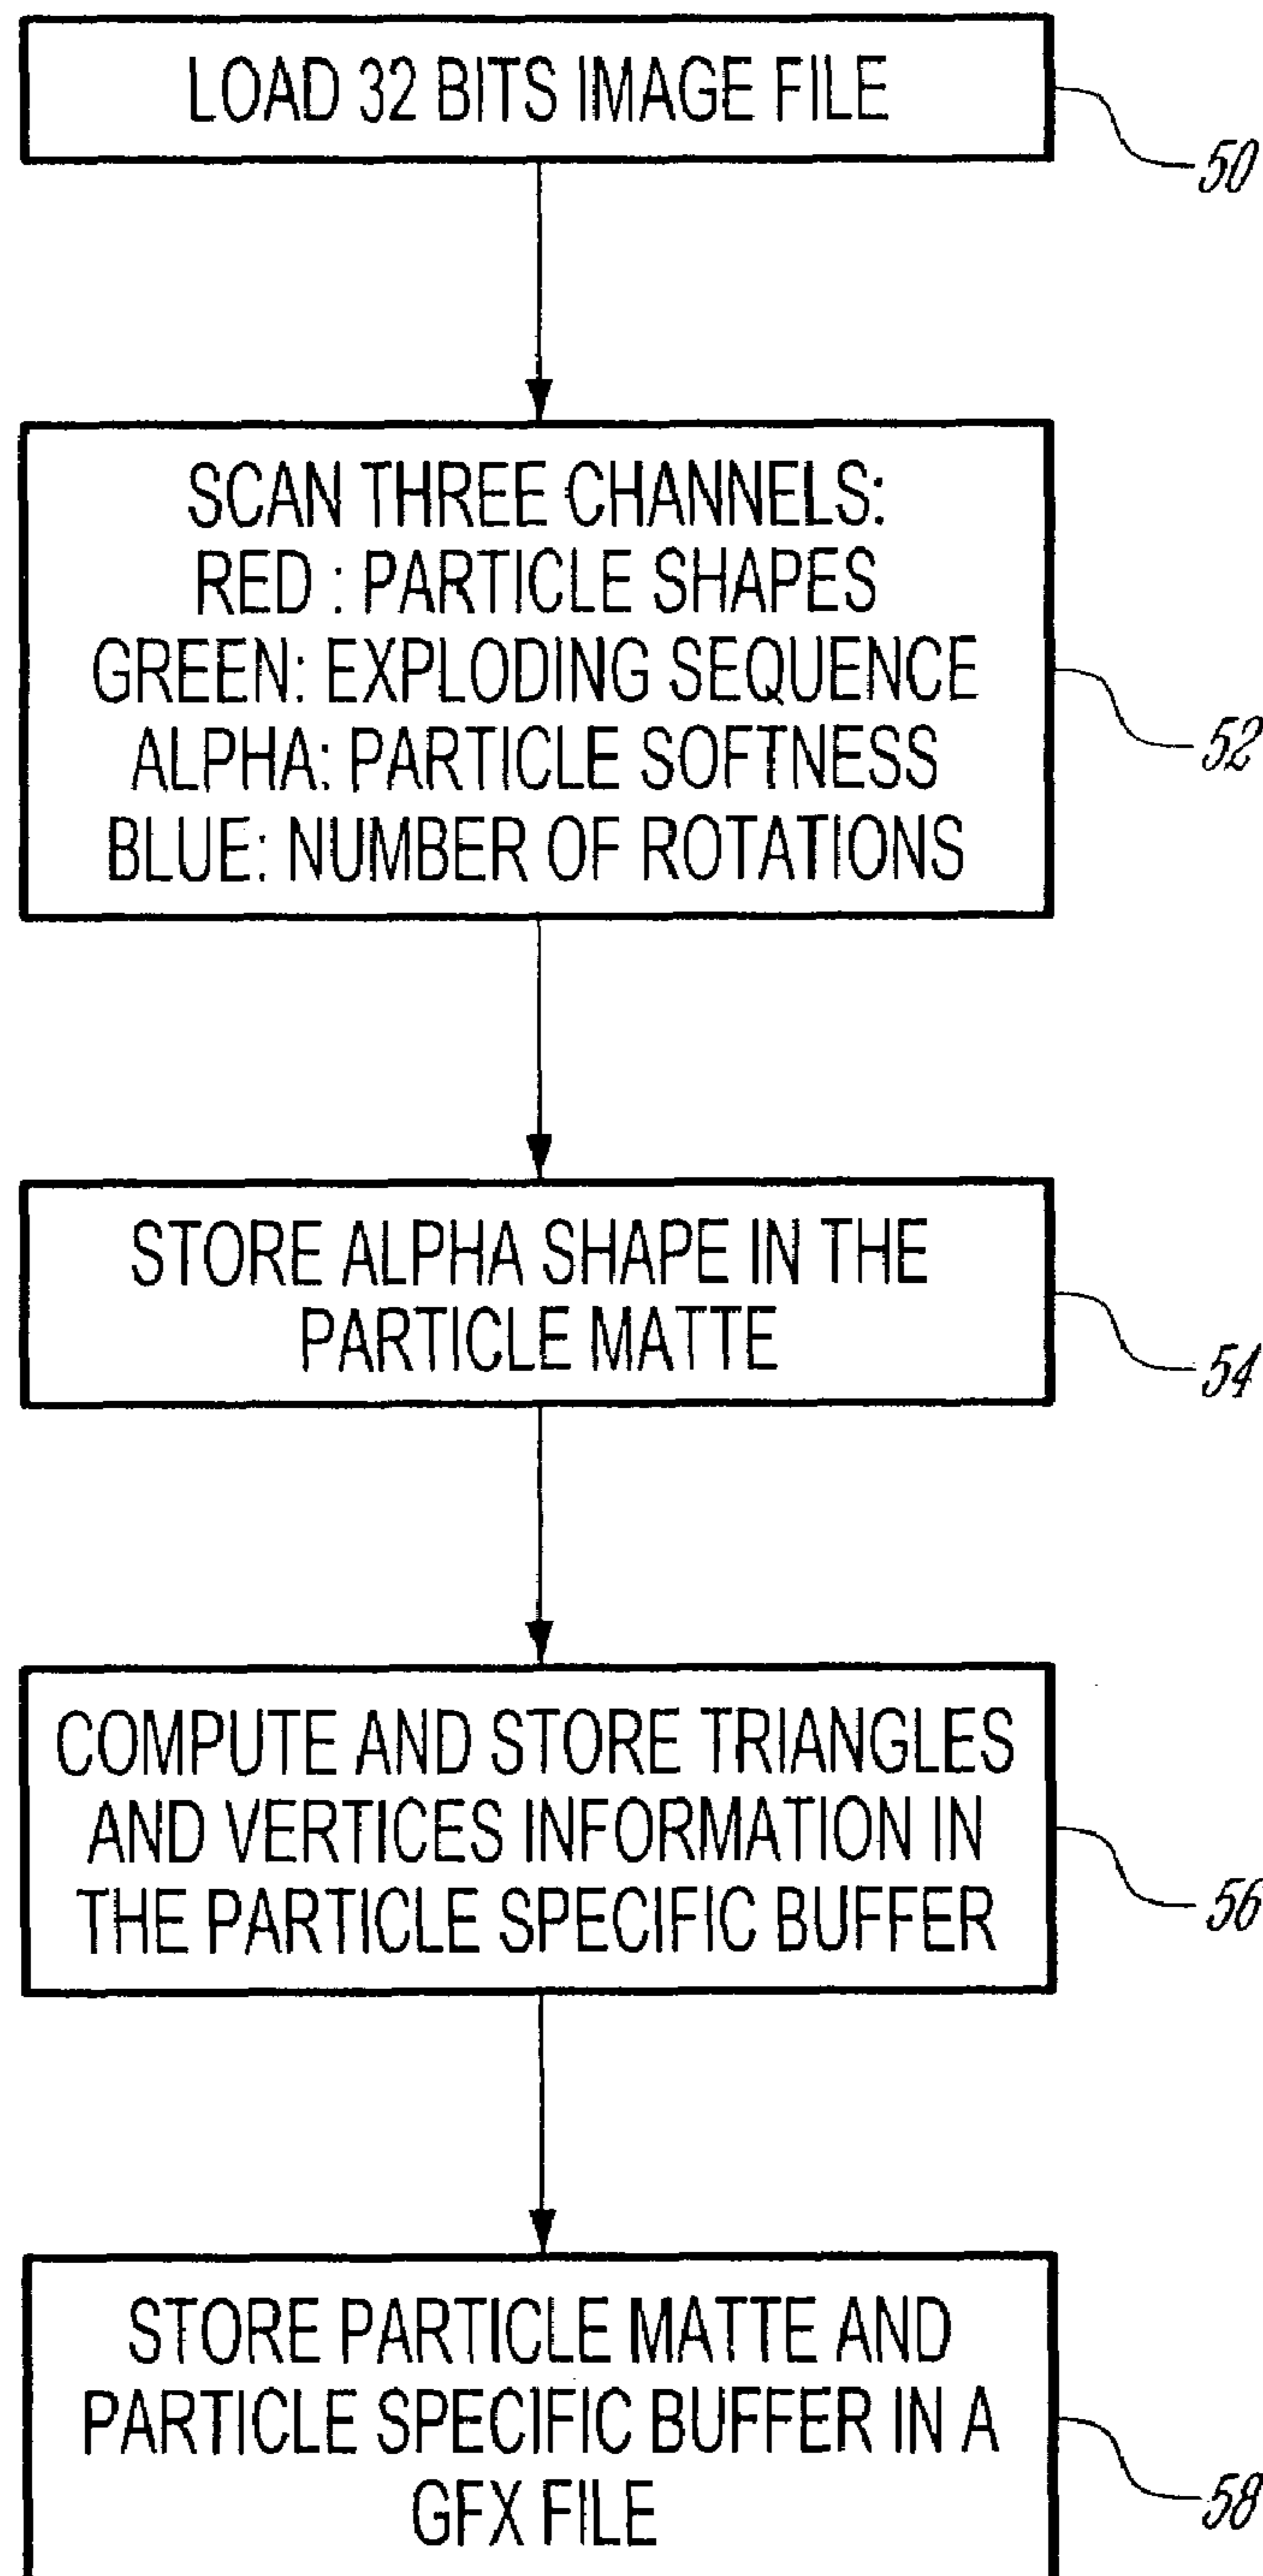 LOAD 32 BITS IMAGE FILE
50
SCAN THREE CHANNELS:
RED : PARTICLE SHAPES
GREEN: EXPLODING SEQUENCE
ALPHA: PARTICLE SOFTNESS
BLUE: NUMBER OF ROTATIONS
52
STORE ALPHA SHAPE IN THE
PARTICLE MATTE
54
COMPUTE AND STORE TRIANGLES
AND VERTICES INFORMATION IN
THE PARTICLE SPECIFIC BUFFER
56
STORE PARTICLE MATTE AND
PARTICLE SPECIFIC BUFFER IN A
GFX FILE
58